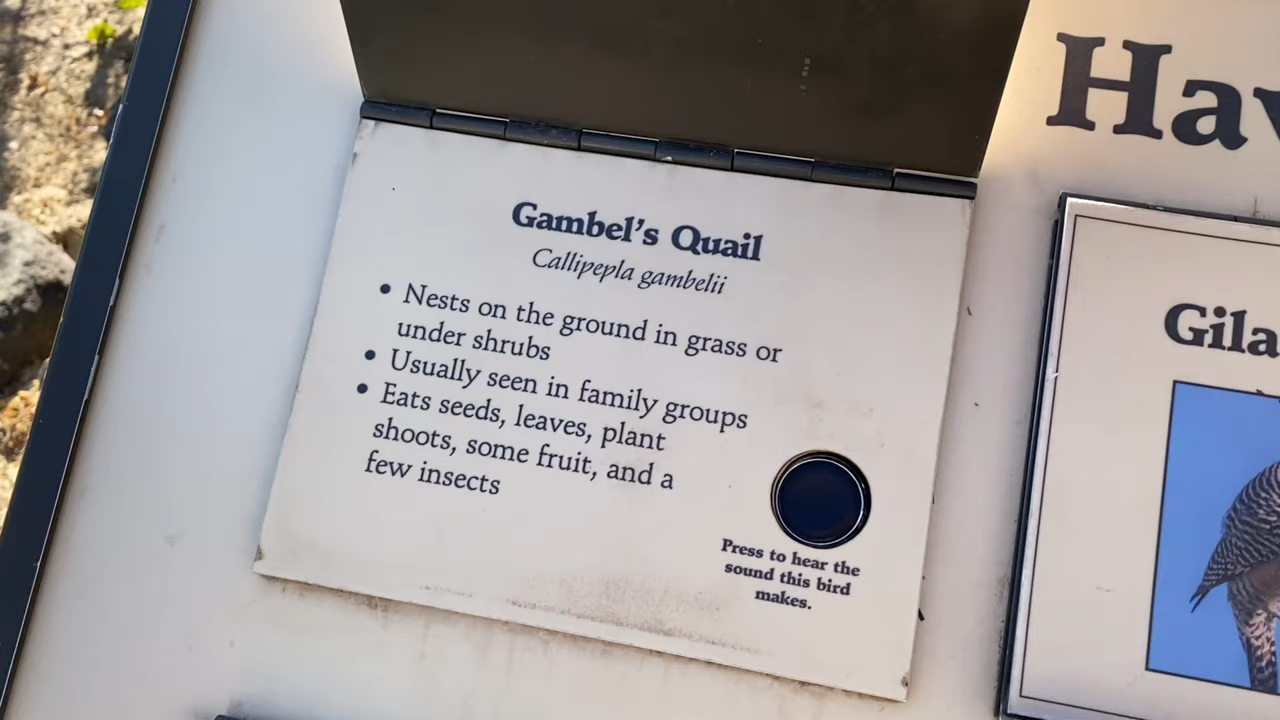 Gambel's Quail
Callipepla gambelii
• Nests on the ground in grass or
under shrubs
• Usually seen in family groups
• Eats seeds, leaves, plant
shoots, some fruit, and a
few insects
Press to hear the
sound this bird
makes.
Gila